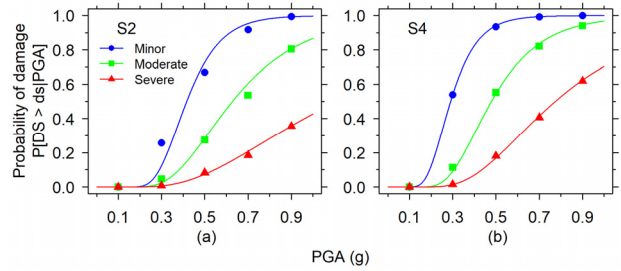 Probability of damage
P[DS > ds|PGA]
S2
Minor
Moderate
Severe
1.0
0.8
0.6
0.4
0.2
0.0
0.1 0.3 0.5 0.7 0.9
(a)
S4
1.0
0.8
0.6
0.4
0.2
0.0
0.1 0.3 0.5 0.7 0.9
(b)
PGA (g)